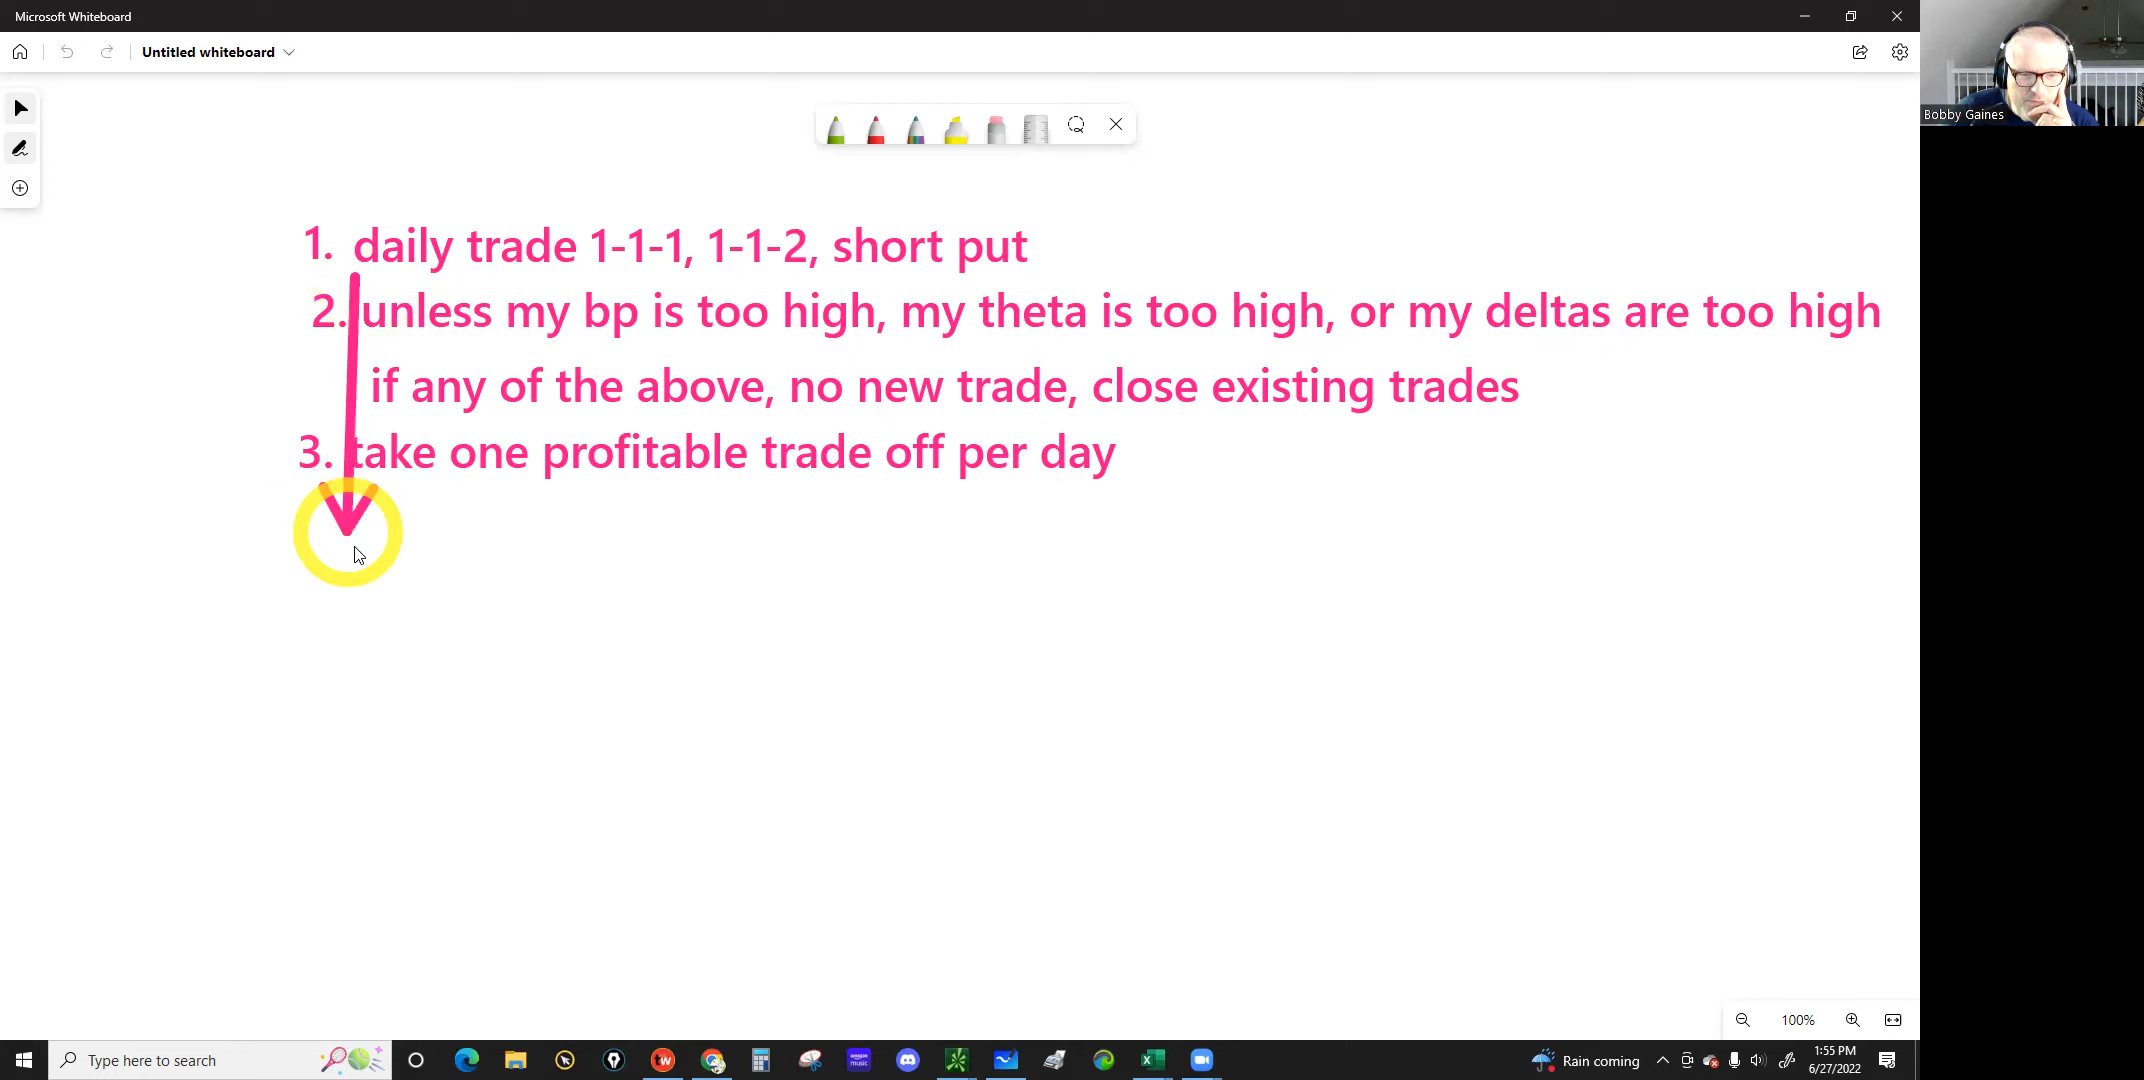 Microsoft Whiteboard
Untitled whiteboard
Bobby Gaines
1. daily trade 1-1-1, 1-1-2, short put
2. unless my bp is too high, my theta is too high, or my deltas are too high
if any of the above, no new trade, close existing trades
3. take one profitable trade off per day
100%
Type here to search
Rain coming
1:55 PM
6/27/2022